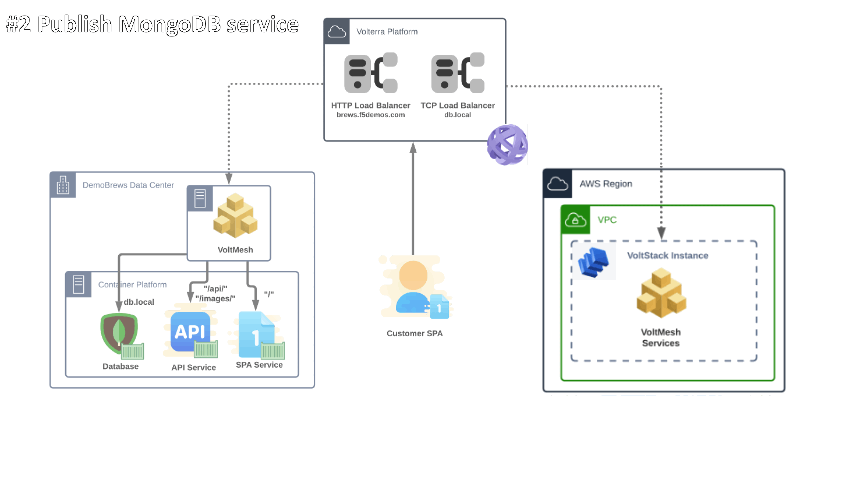 #2 Publish MongoDB service
Volterra Platform
HTTP Load Balancer
brews.f5demos.com
TCP Load Balancer
db.local
DemoBrews Data Center
VoltMesh
Container Platform
"/api/"
"/images/"
"/"
db.local
API
1
Database
API Service
SPA Service
1
Customer SPA
AWS Region
VPC
VoltStack Instance
VoltMesh
Services